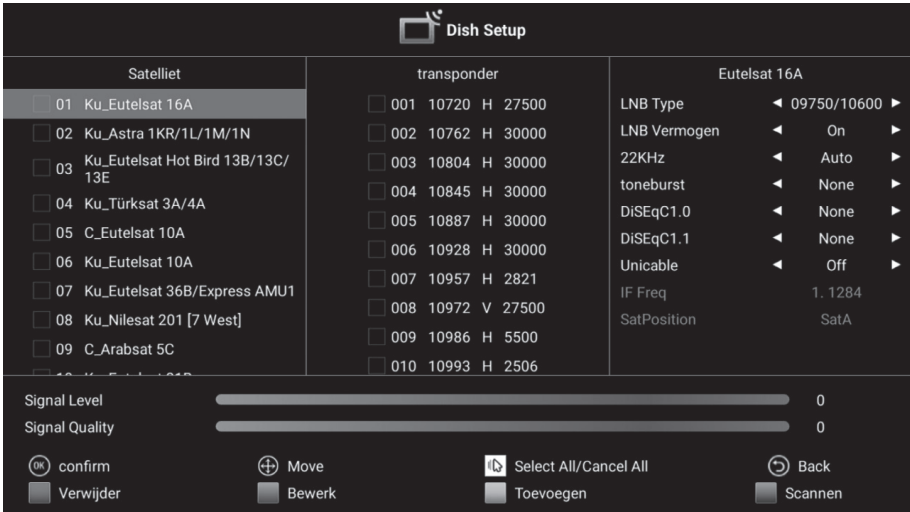 Dish Setup
Satelliet
01 Ku_Eutelsat 16A
02 Ku_Astra 1KR/1L/1M/1N
03 Ku_Eutelsat Hot Bird 13B/13C/
13E
04 Ku_Türksat 3A/4A
05 C_Eutelsat 10A
06 Ku_Eutelsat 10A
07 Ku_Eutelsat 36B/Express AMU1
08 Ku_Nilesat 201 [7 West]
09 C_Arabsat 5C
transponder
001 10720 H 27500
002 10762 H 30000
003 10804 H 30000
004 10845 H 30000
005 10887 H 30000
006 10928 H 30000
007 10957 H 2821
008 10972 V 27500
009 10986 H 5500
010 10993 H 2506
Eutelsat 16A
LNB Type ◄ 09750/10600 ►
LNB Vermogen ◄ On ►
22KHz ◄ Auto ►
toneburst ◄ None ►
DiSEqC1.0 ◄ None ►
DiSEqC1.1 ◄ None ►
Unicable ◄ Off ►
IF Freq 1. 1284
SatPosition SatA
Signal Level 0
Signal Quality 0
OK confirm Move Select All/Cancel All Back
Verwijder Bewerk Toevoegen Scannen